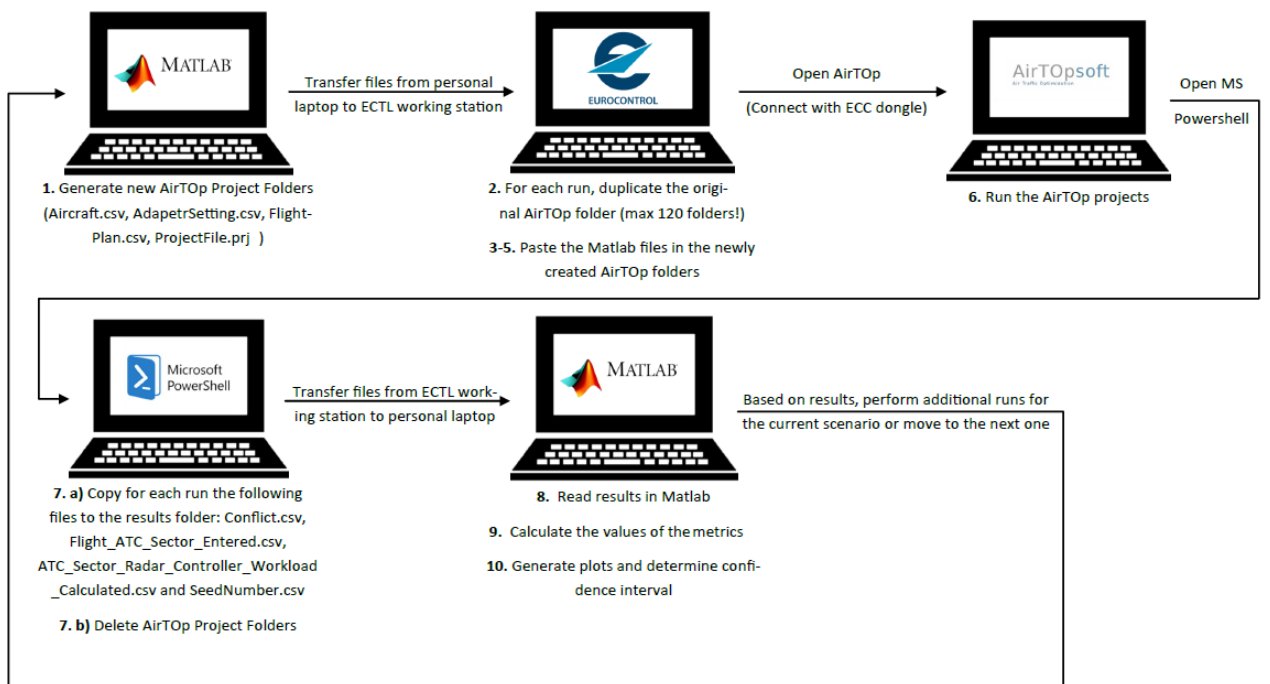 MATLAB
Transfer files from personal
laptop to ECTL working station
EUROCONTROL
Open AirTOp
(Connect with ECC dongle)
AirTOpsoft
Air Traffic Optimization
Open MS
Powershell
1. Generate new AirTOp Project Folders
(Aircraft.csv, AdapetrSetting.csv, Flight-
Plan.csv, ProjectFile.prj )
2. For each run, duplicate the origi-
nal AirTOp folder (max 120 folders!)
3-5. Paste the Matlab files in the newly
created AirTOp folders
6. Run the AirTOp projects
Microsoft
PowerShell
Transfer files from ECTL work-
ing station to personal laptop
MATLAB
Based on results, perform additional runs for
the current scenario or move to the next one
7. a) Copy for each run the following
files to the results folder: Conflict.csv,
Flight_ATC_Sector_Entered.csv,
ATC_Sector_Radar_Controller_Workload
_Calculated.csv and SeedNumber.csv
7. b) Delete AirTOp Project Folders
8. Read results in Matlab
9. Calculate the values of the metrics
10. Generate plots and determine confi-
dence interval